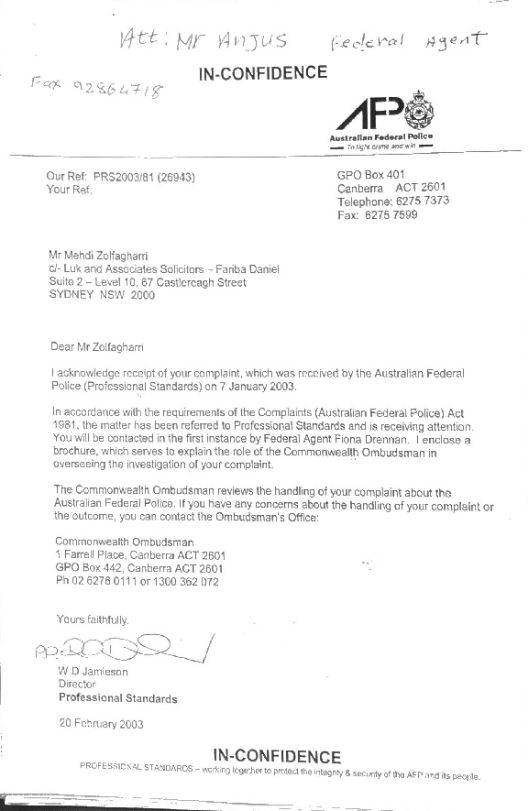 Att: Mr Anjus Federal Agent
Fax 92864718
IN-CONFIDENCE
AFP
Australian Federal Police
To fight crime and win
Our Ref: PRS2003/81 (26943)
Your Ref:
GPO Box 401
Canberra ACT 2601
Telephone: 6275 7373
Fax: 6275 7599
Mr Mehdi Zolfagharri
c/- Luk and Associates Solicitors – Fariba Daniel
Suite 2 – Level 10, 67 Castlereagh Street
SYDNEY NSW 2000
Dear Mr Zolfagharri
I acknowledge receipt of your complaint, which was received by the Australian Federal
Police (Professional Standards) on 7 January 2003.
In accordance with the requirements of the Complaints (Australian Federal Police) Act
1981, the matter has been referred to Professional Standards and is receiving attention.
You will be contacted in the first instance by Federal Agent Fiona Drennan. I enclose a
brochure, which serves to explain the role of the Commonwealth Ombudsman in
overseeing the investigation of your complaint.
The Commonwealth Ombudsman reviews the handling of your complaint about the
Australian Federal Police. If you have any concerns about the handling of your complaint or
the outcome, you can contact the Ombudsman's Office:
Commonwealth Ombudsman
1 Farrell Place, Canberra ACT 2601
GPO Box 442, Canberra ACT 2601
Ph 02 6276 0111 or 1300 362 072
Yours faithfully,
W D Jamieson
Director
Professional Standards
20 February 2003
IN-CONFIDENCE
PROFESSIONAL STANDARDS – working together to protect the integrity & security of the AFP and its people.